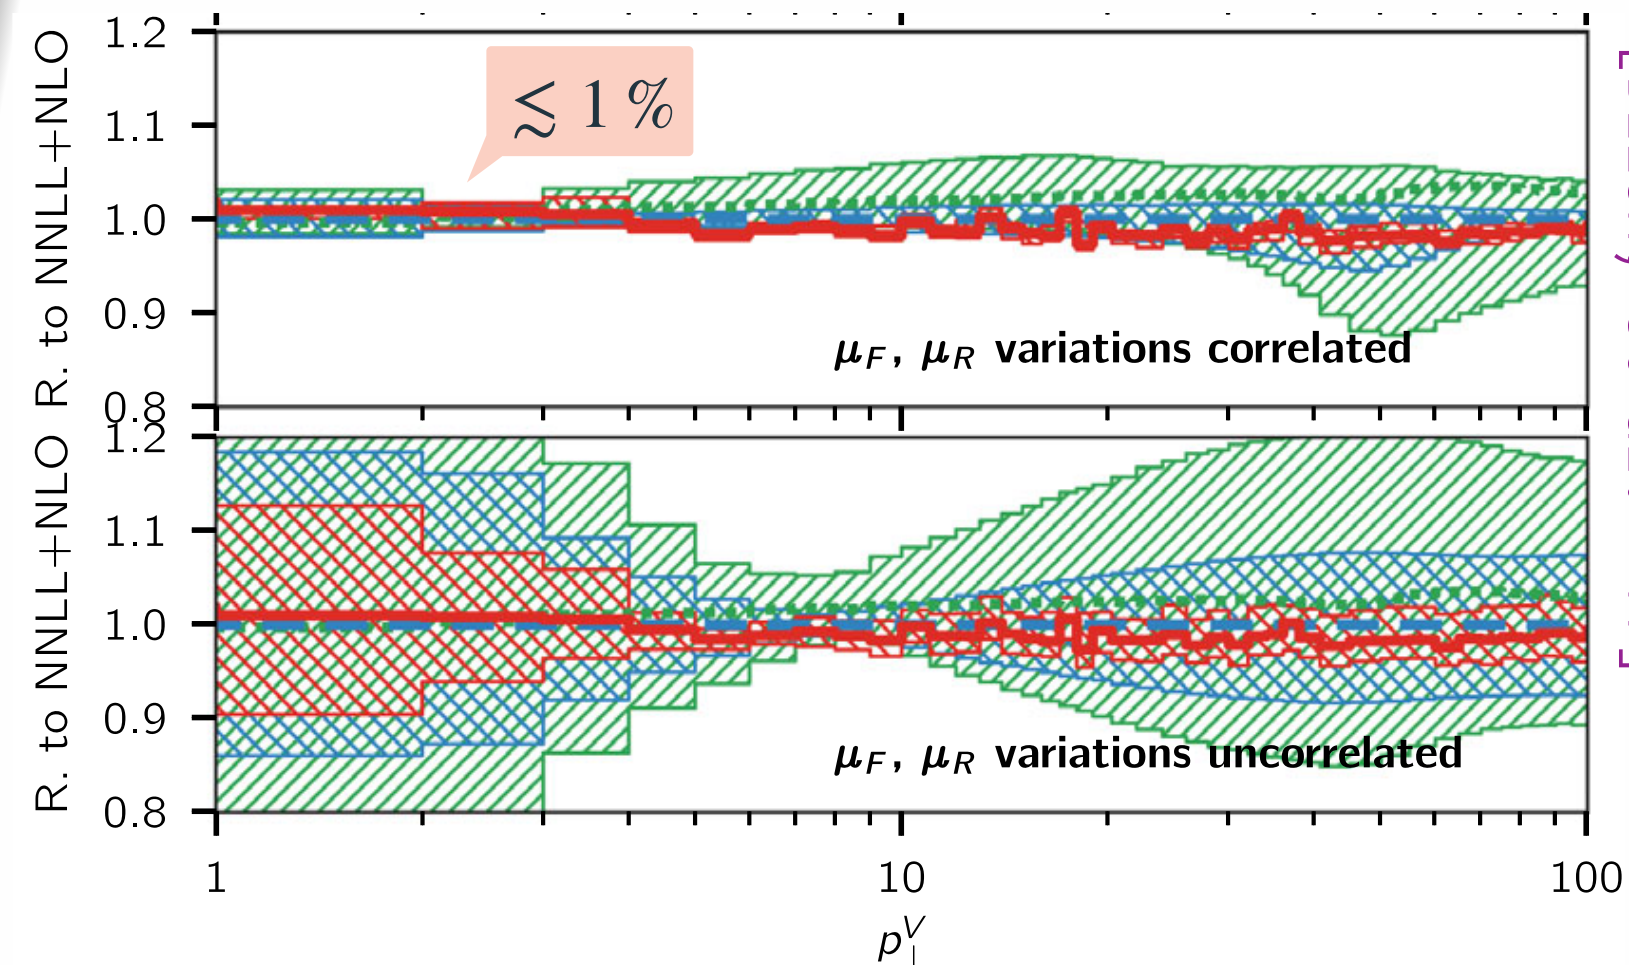 R. to NNLL+NLO
1.2
1.1
1.0
0.9
0.8
≲ 1 %
μF, μR variations correlated
R. to NNLL+NLO
1.2
1.1
1.0
0.9
0.8
μF, μR variations uncorrelated
1
10
100
p⊥V